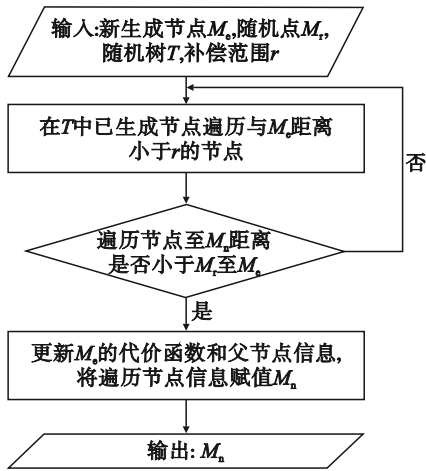 输入:新生成节点Me,随机点Mr,
随机树T,补偿范围r
在T中已生成节点遍历与Me距离
小于r的节点
否
遍历节点至Mn距离
是否小于Mr至Me
是
更新Me的代价函数和父节点信息,
将遍历节点信息赋值Mn
输出: Mn